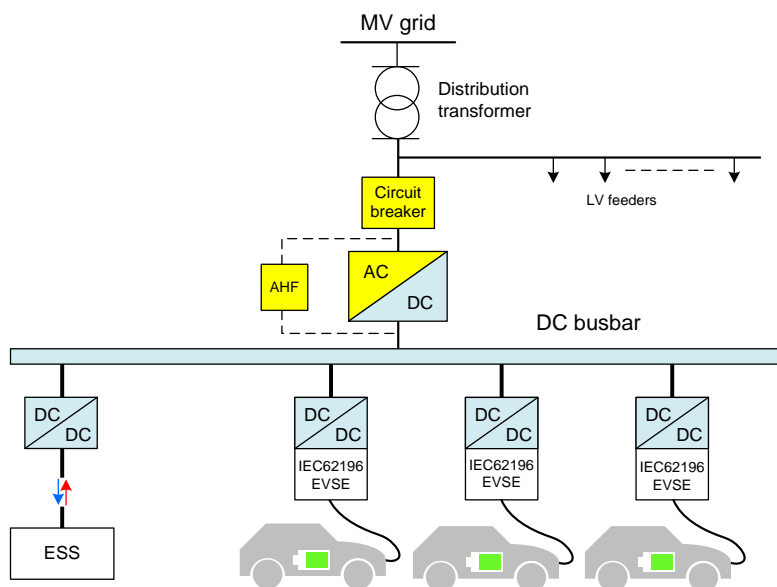 MV grid
Distribution
transformer
Circuit
breaker
LV feeders
AHF
AC
DC
DC busbar
DC
DC
DC
DC
DC
DC
DC
DC
IEC62196
EVSE
IEC62196
EVSE
IEC62196
EVSE
ESS